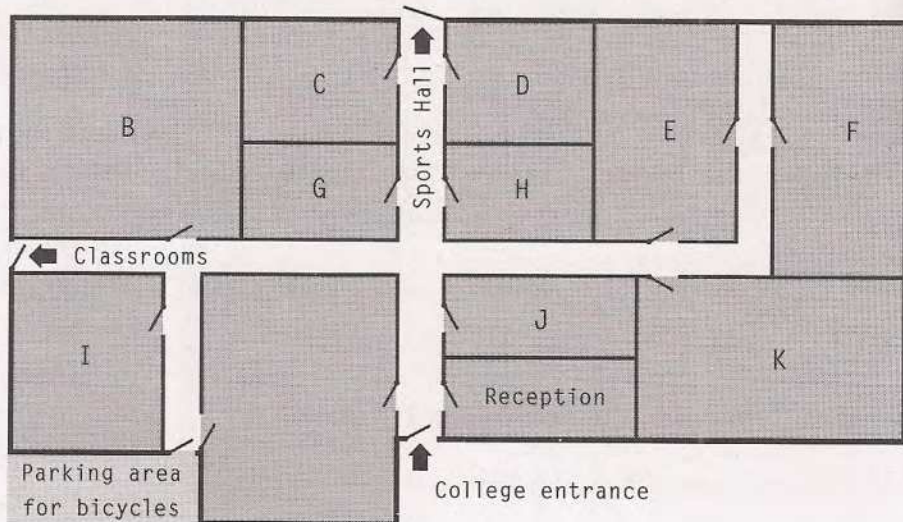 C
D
B
E
F
G
H
Sports Hall
Classrooms
J
I
K
Reception
Parking area
for bicycles
College entrance